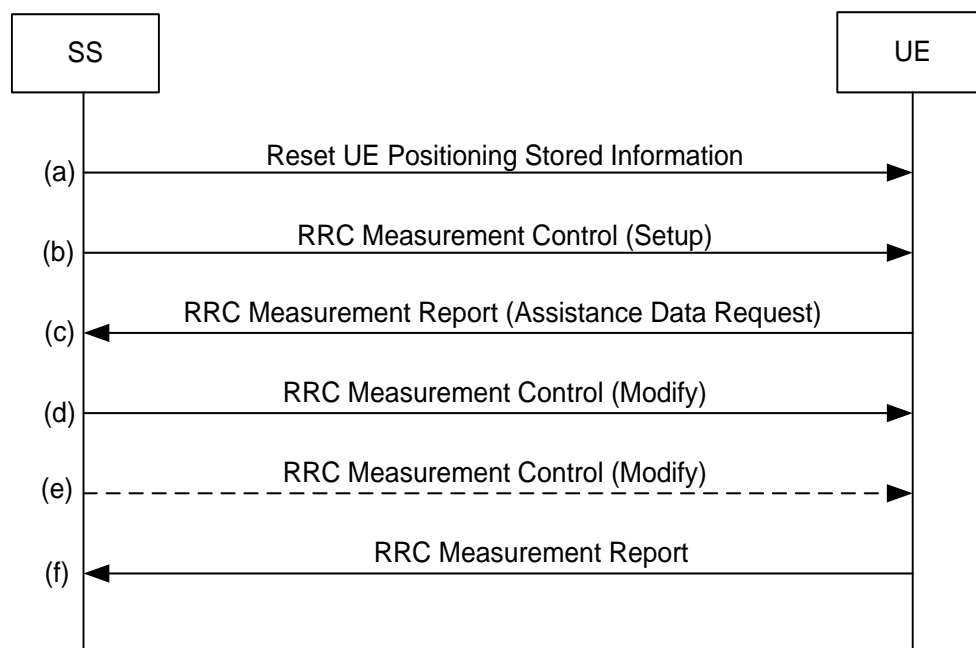 SS
UE
(a)
Reset UE Positioning Stored Information
(b)
RRC Measurement Control (Setup)
(c)
RRC Measurement Report (Assistance Data Request)
(d)
RRC Measurement Control (Modify)
(e)
RRC Measurement Control (Modify)
(f)
RRC Measurement Report